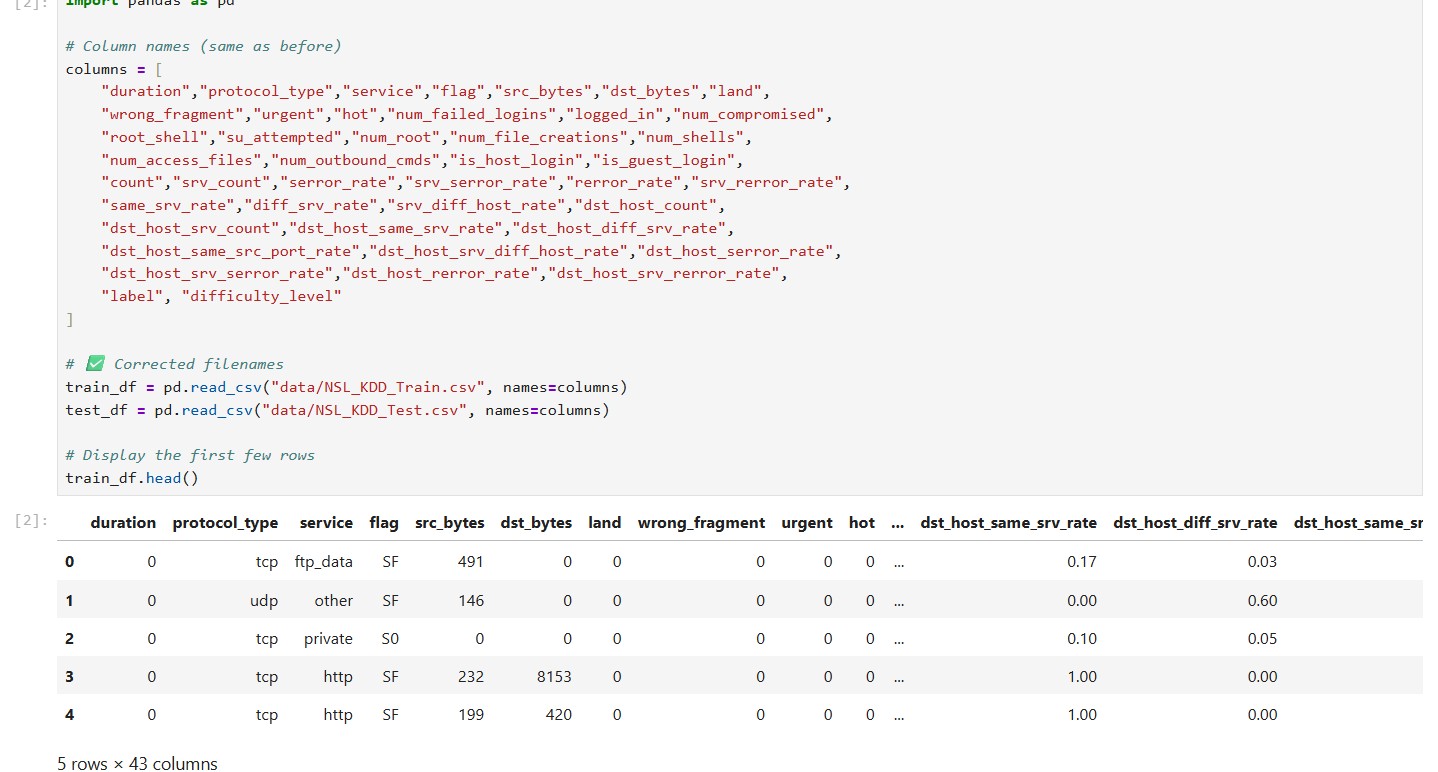 [2]: import pandas as pd
# Column names (same as before)
columns = [
"duration","protocol_type","service","flag","src_bytes","dst_bytes","land",
"wrong_fragment","urgent","hot","num_failed_logins","logged_in","num_compromised",
"root_shell","su_attempted","num_root","num_file_creations","num_shells",
"num_access_files","num_outbound_cmds","is_host_login","is_guest_login",
"count","srv_count","serror_rate","srv_serror_rate","rerror_rate","srv_rerror_rate",
"same_srv_rate","diff_srv_rate","srv_diff_host_rate","dst_host_count",
"dst_host_srv_count","dst_host_same_srv_rate","dst_host_diff_srv_rate",
"dst_host_same_src_port_rate","dst_host_srv_diff_host_rate","dst_host_serror_rate",
"dst_host_srv_serror_rate","dst_host_rerror_rate","dst_host_srv_rerror_rate",
"label", "difficulty_level"
]
# ✅ Corrected filenames
train_df = pd.read_csv("data/NSL_KDD_Train.csv", names=columns)
test_df = pd.read_csv("data/NSL_KDD_Test.csv", names=columns)
# Display the first few rows
train_df.head()
[2]: duration protocol_type service flag src_bytes dst_bytes land wrong_fragment urgent hot ... dst_host_same_srv_rate dst_host_diff_srv_rate dst_host_same_sr
0 0 tcp ftp_data SF 491 0 0 0 0 0 ... 0.17 0.03
1 0 udp other SF 146 0 0 0 0 0 ... 0.00 0.60
2 0 tcp private S0 0 0 0 0 0 0 ... 0.10 0.05
3 0 tcp http SF 232 8153 0 0 0 0 ... 1.00 0.00
4 0 tcp http SF 199 420 0 0 0 0 ... 1.00 0.00
5 rows × 43 columns